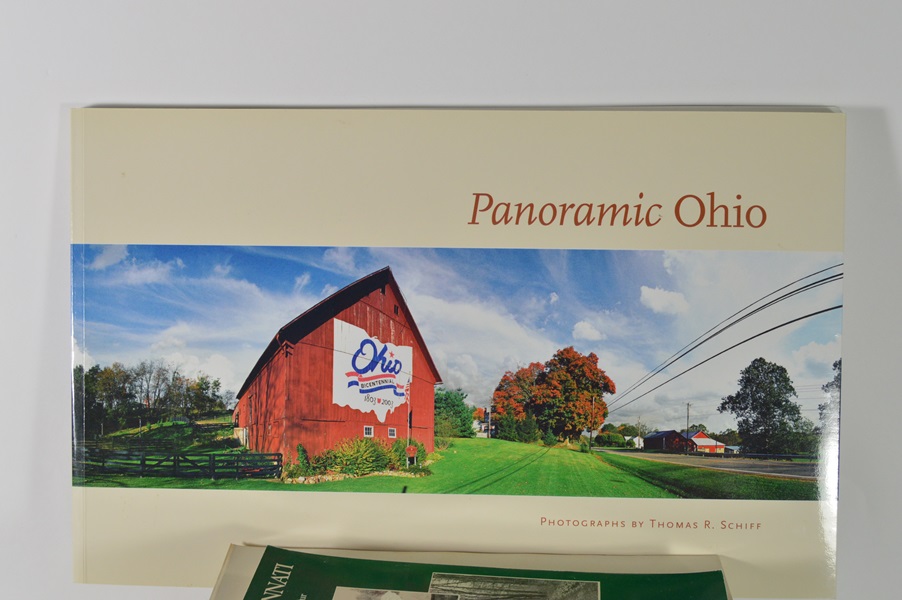 Panoramic Ohio
Ohio
BICENTENNIAL
1803 2003
PHOTOGRAPHS BY THOMAS R. SCHIFF